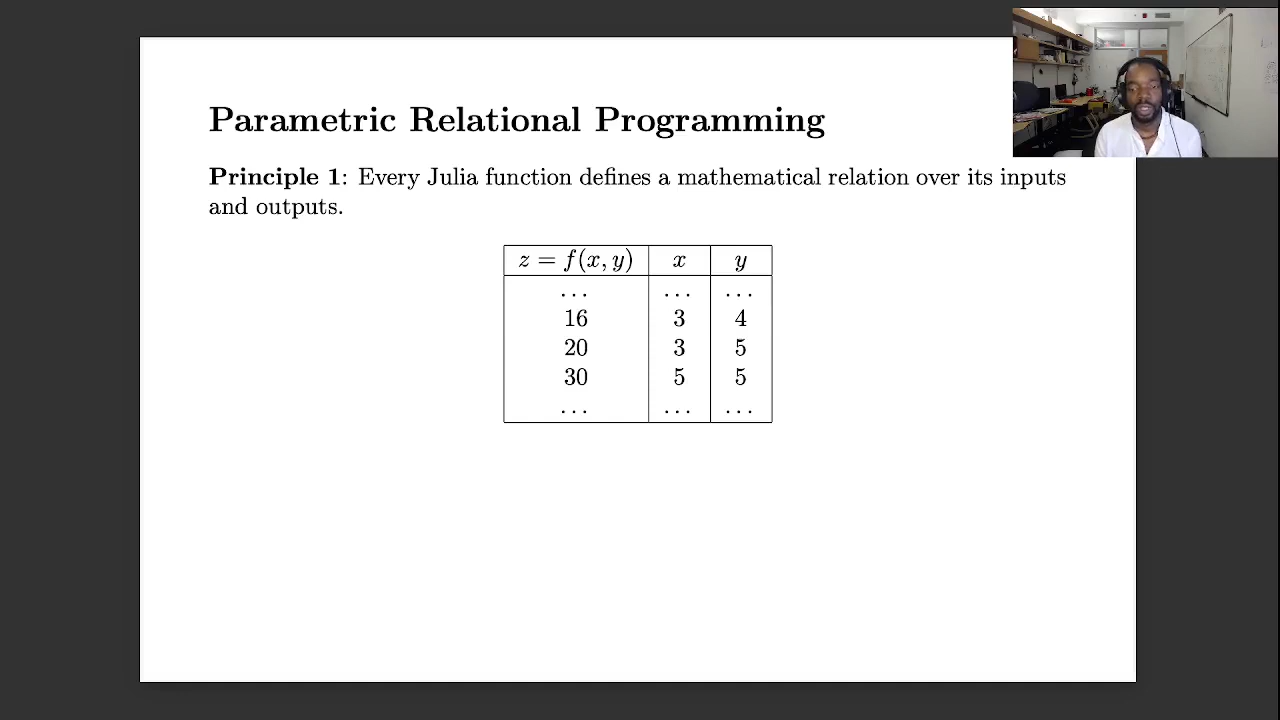 Parametric Relational Programming
Principle 1: Every Julia function defines a mathematical relation over its inputs
and outputs.
z = f(x, y) x y
... ... ...
16 3 4
20 3 5
30 5 5
... ... ...